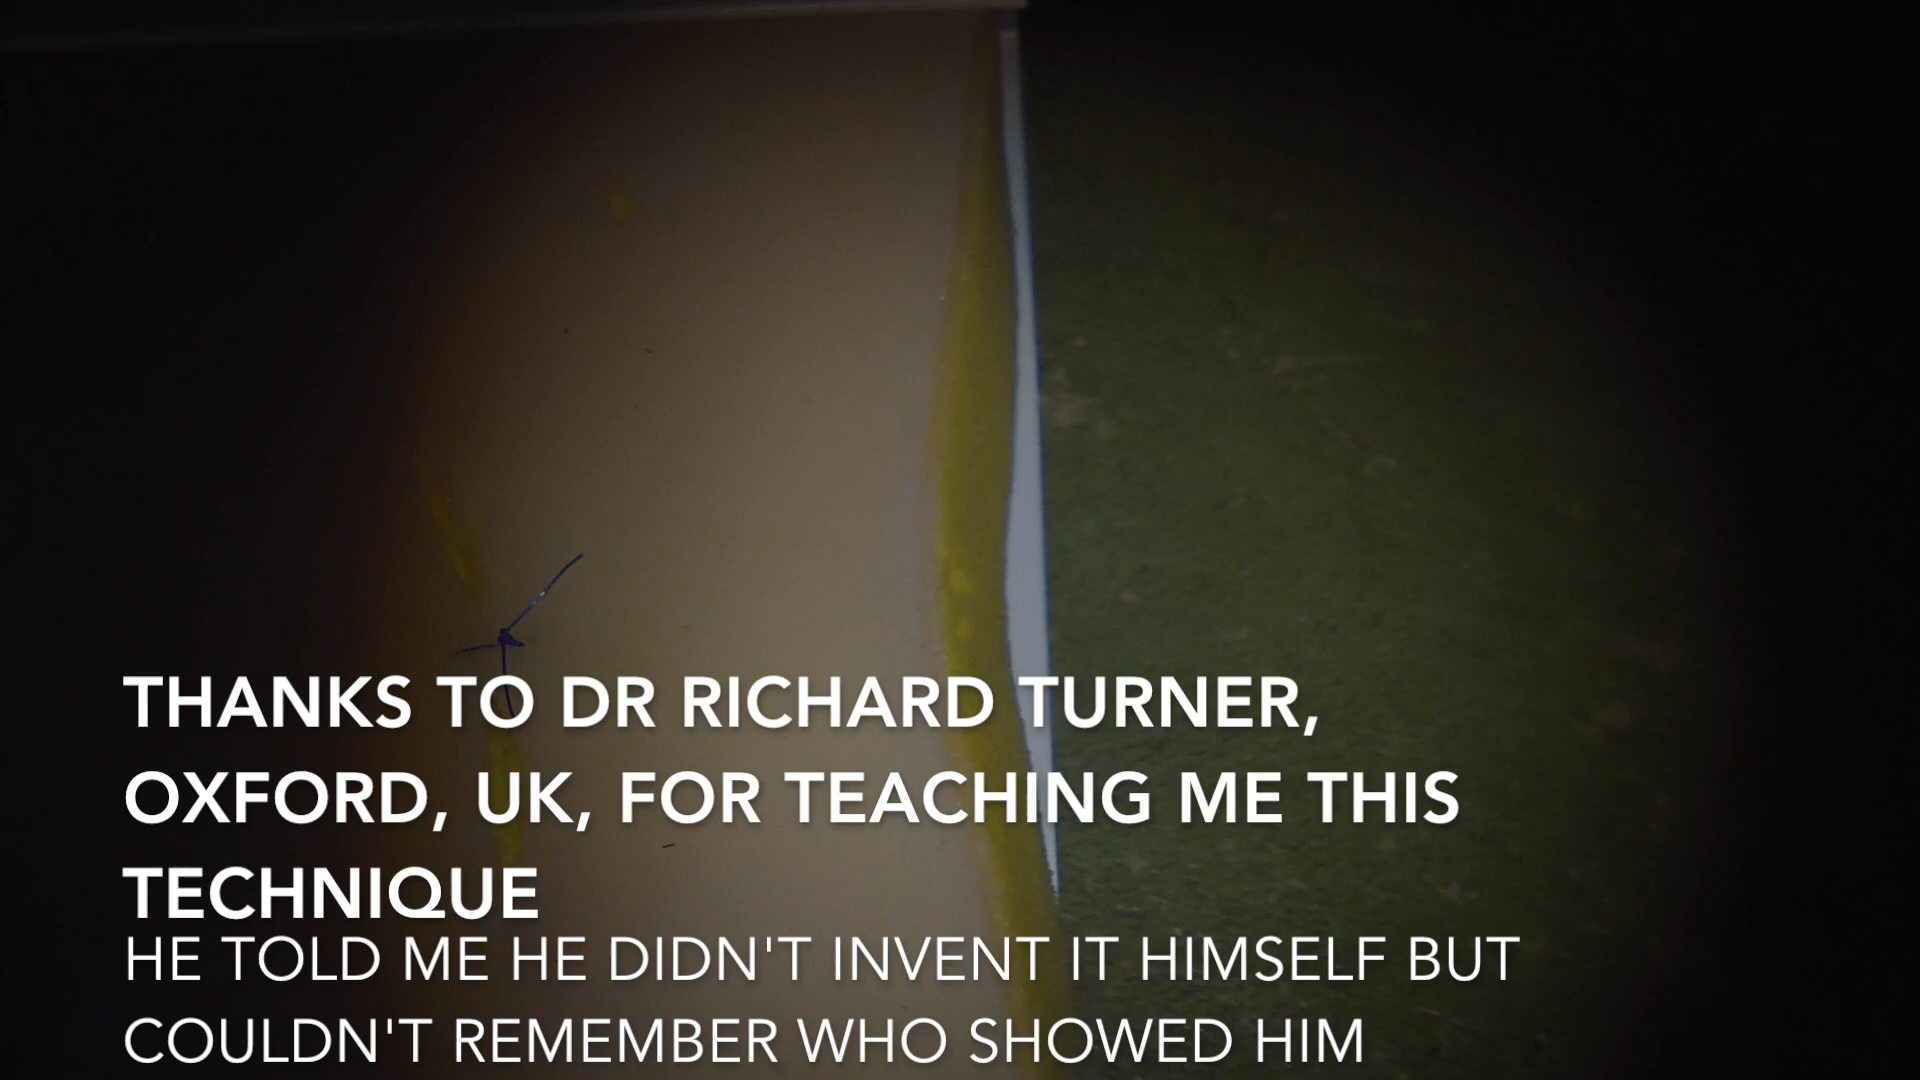 THANKS TO DR RICHARD TURNER,
OXFORD, UK, FOR TEACHING ME THIS
TECHNIQUE
HE TOLD ME HE DIDN'T INVENT IT HIMSELF BUT
COULDN'T REMEMBER WHO SHOWED HIM